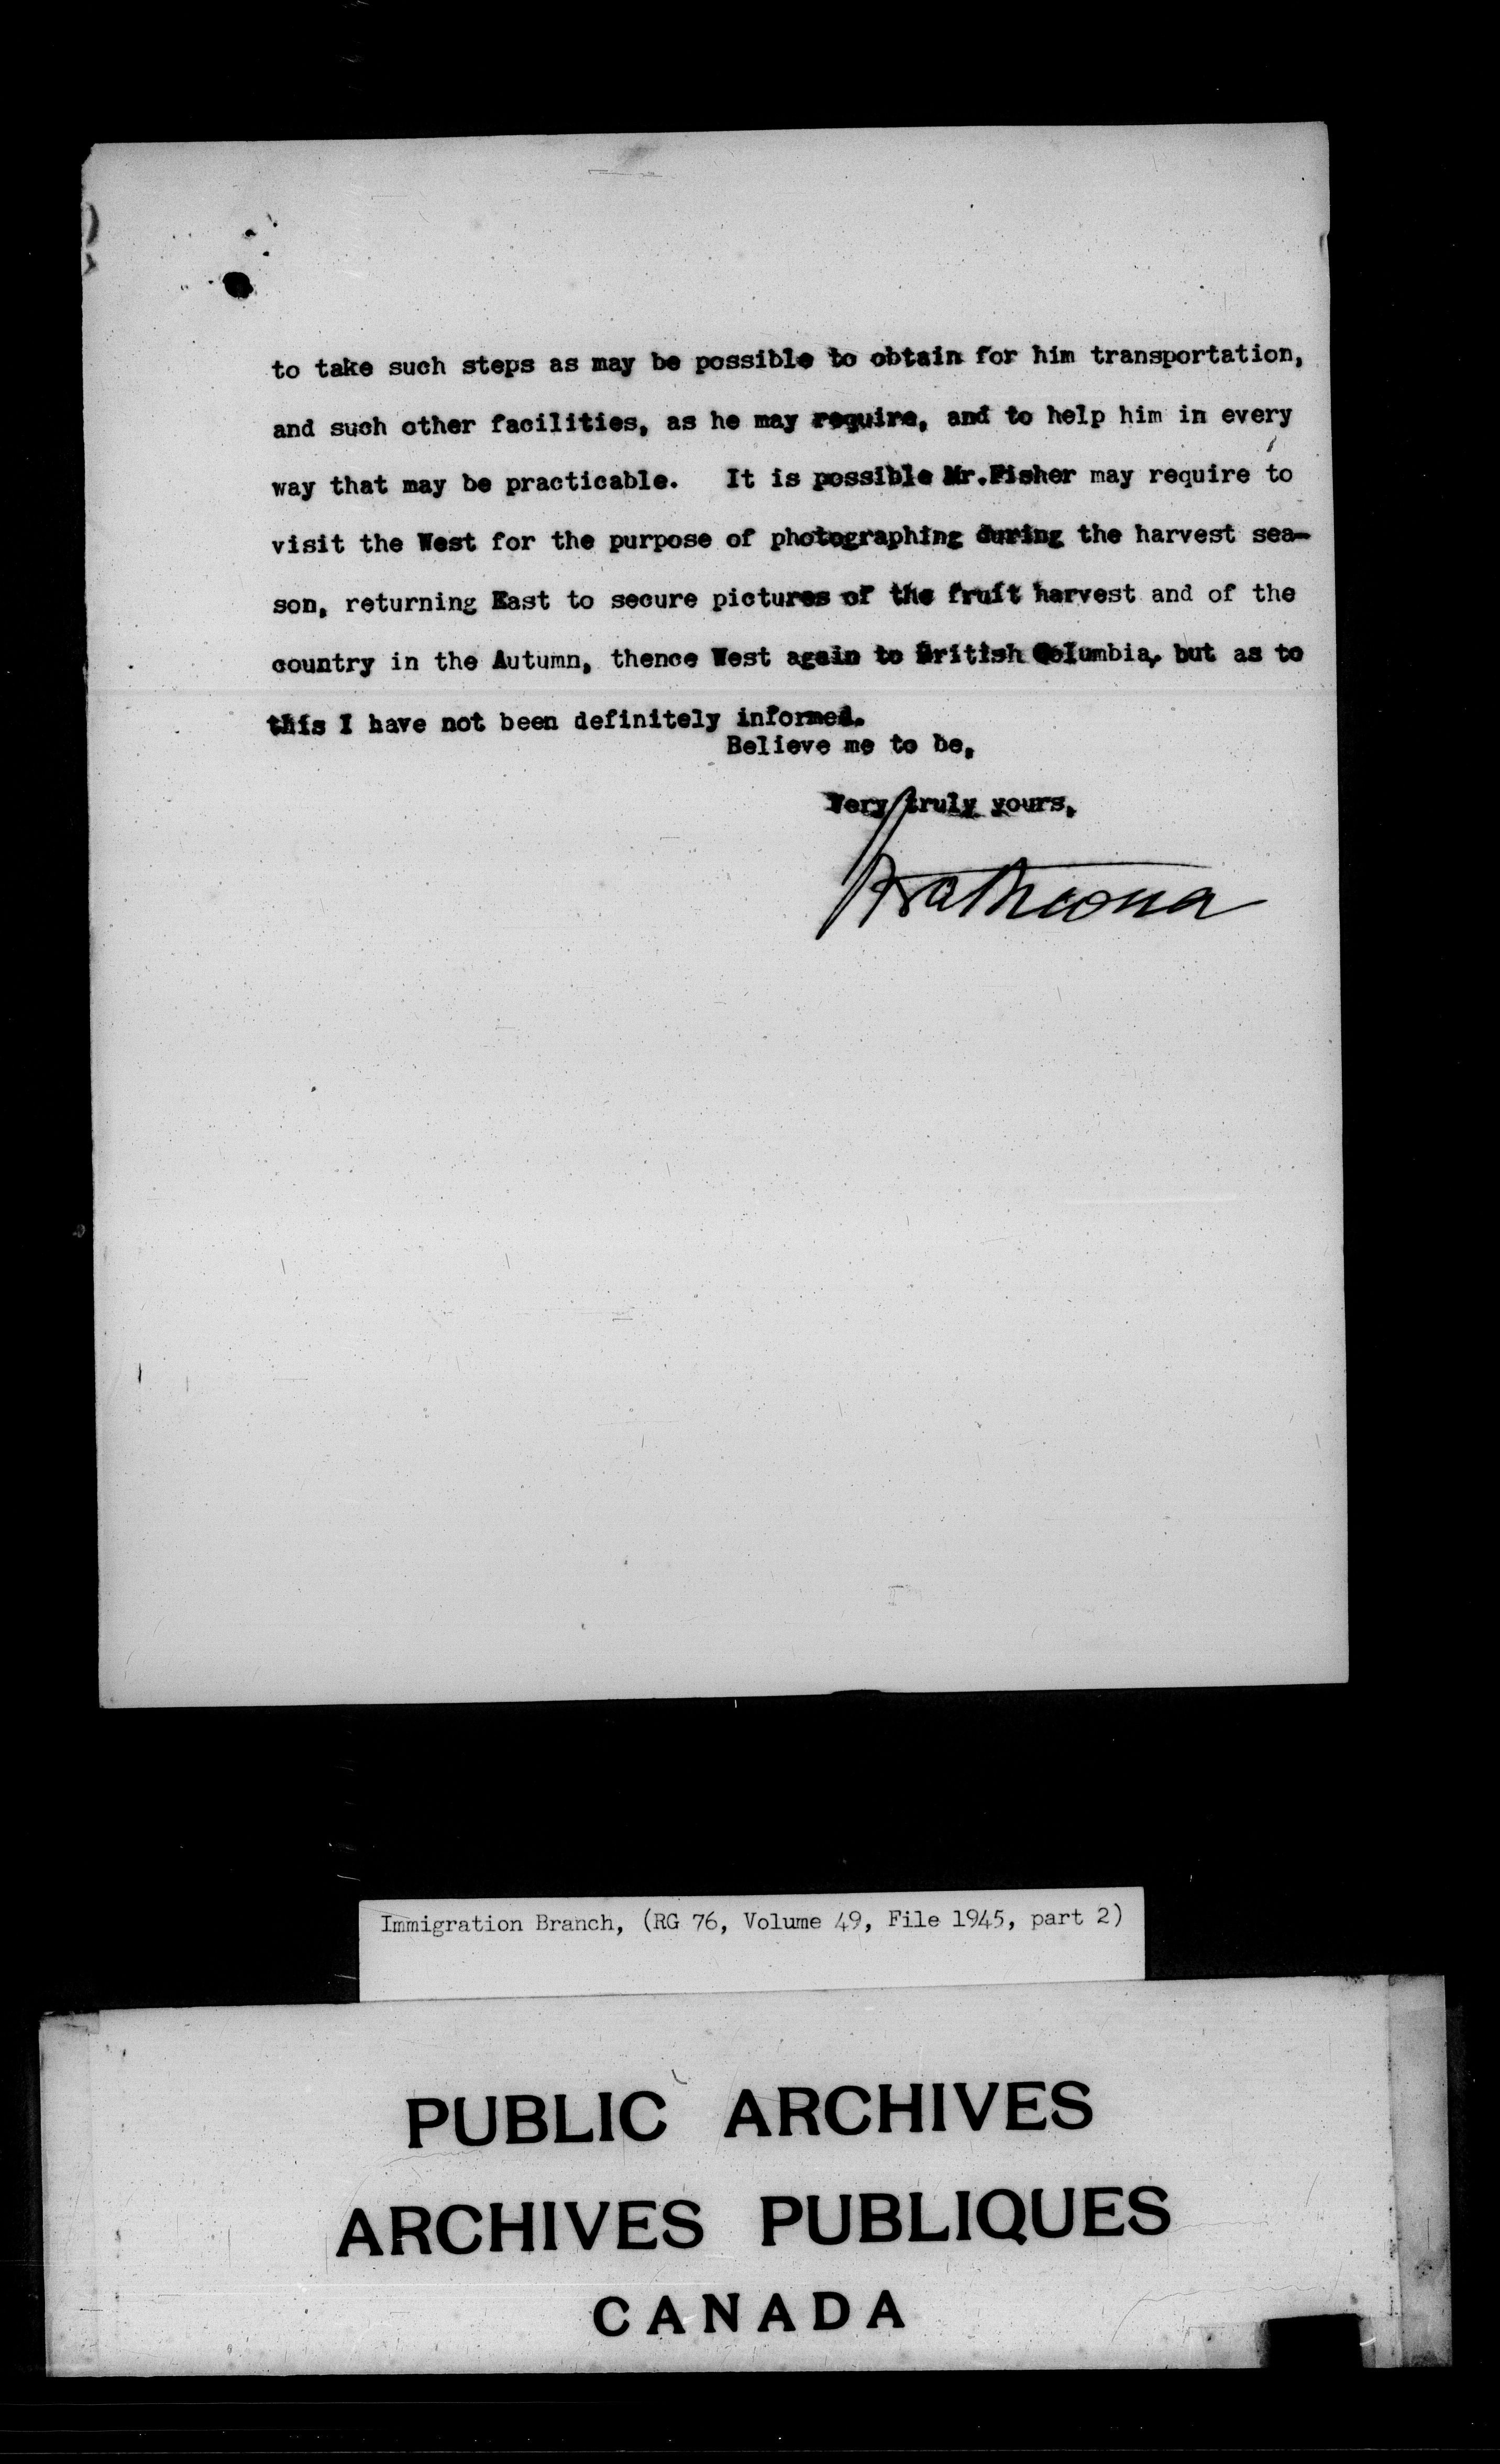 to take such steps as may be possible to obtain for him transportation,
and such other facilities, as he may require, and to help him in every
way that may be practicable. It is possible Mr.Fisher may require to
visit the West for the purpose of photographing during the harvest sea-
son, returning East to secure pictures of the fruit harvest and of the
country in the Autumn, thence West again to British Columbia, but as to
this I have not been definitely informed.
Believe me to be,
Very truly yours,
Strathcona
Immigration Branch, (RG 76, Volume 49, File 1945, part 2)
PUBLIC ARCHIVES
ARCHIVES PUBLIQUES
CANADA